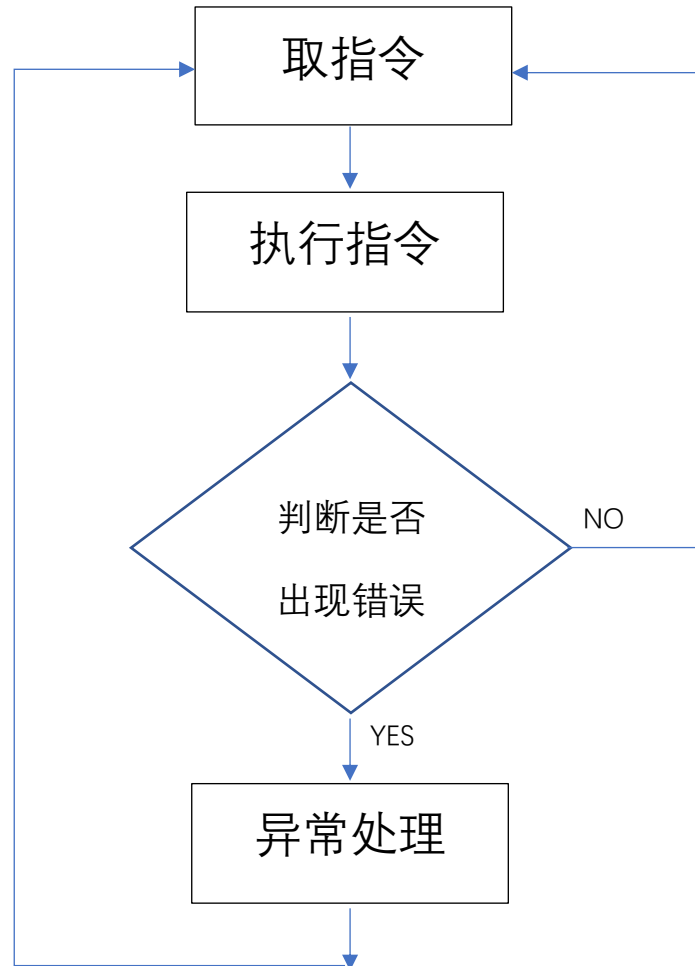 取指令
执行指令
判断是否
出现错误
NO
YES
异常处理